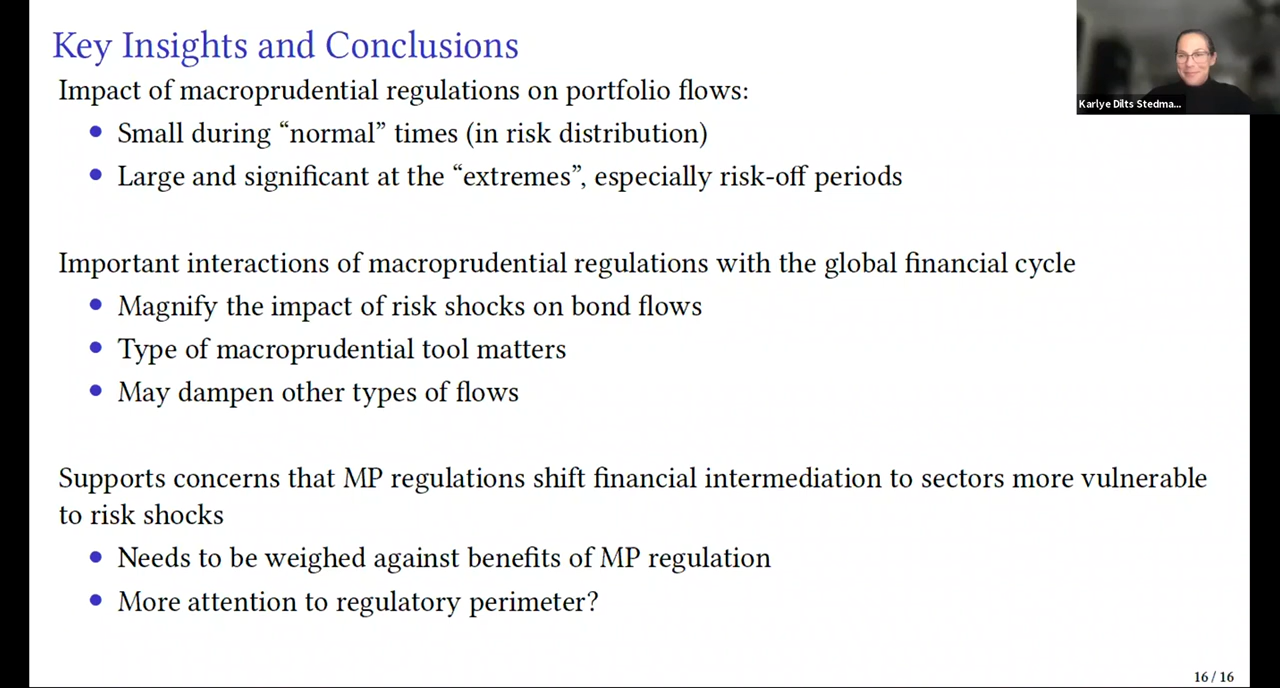 Key Insights and Conclusions
Karlye Dilts Stedma...
Impact of macroprudential regulations on portfolio flows:
• Small during “normal” times (in risk distribution)
• Large and significant at the “extremes”, especially risk-off periods
Important interactions of macroprudential regulations with the global financial cycle
• Magnify the impact of risk shocks on bond flows
• Type of macroprudential tool matters
• May dampen other types of flows
Supports concerns that MP regulations shift financial intermediation to sectors more vulnerable
to risk shocks
• Needs to be weighed against benefits of MP regulation
• More attention to regulatory perimeter?
16 / 16